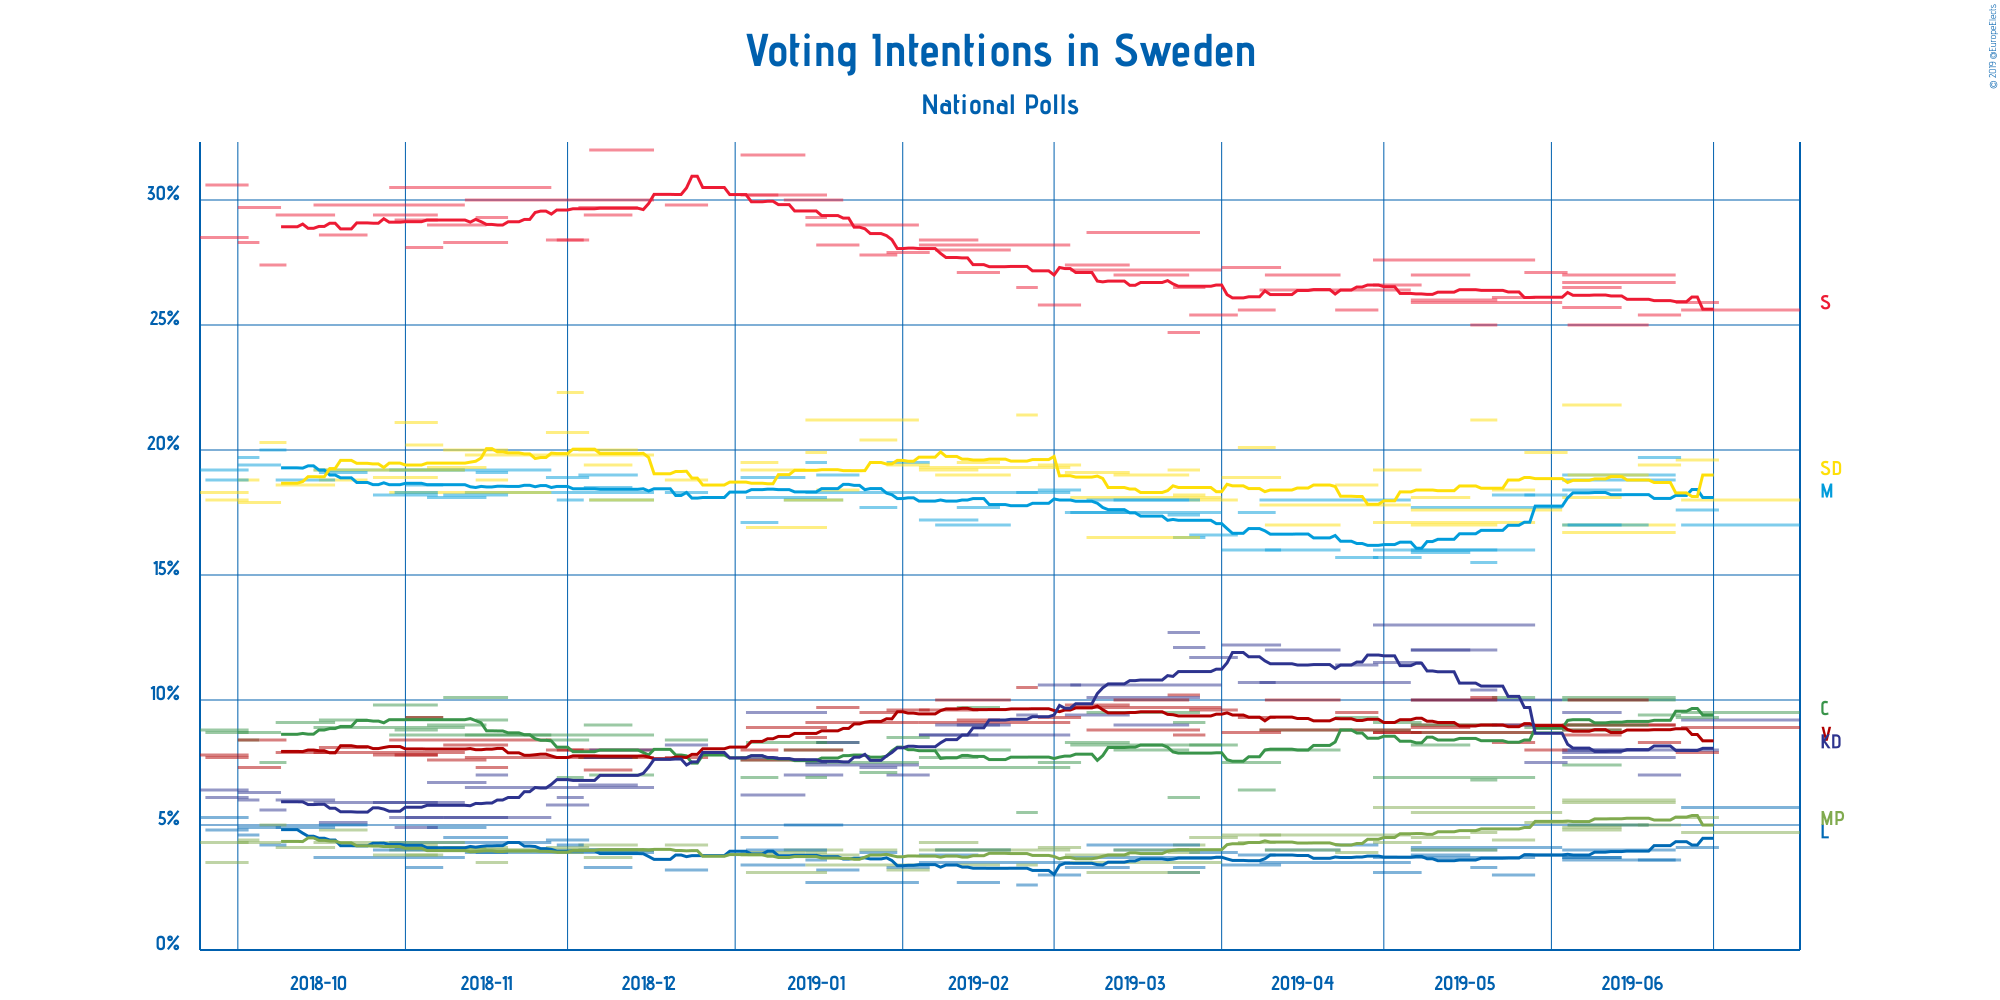 Voting Intentions in Sweden
National Polls
© 2019 @EuropeElects
30%
25%
20%
15%
10%
5%
0%
S
SD
M
C
V
KD
MP
L
2018-10 2018-11 2018-12 2019-01 2019-02 2019-03 2019-04 2019-05 2019-06